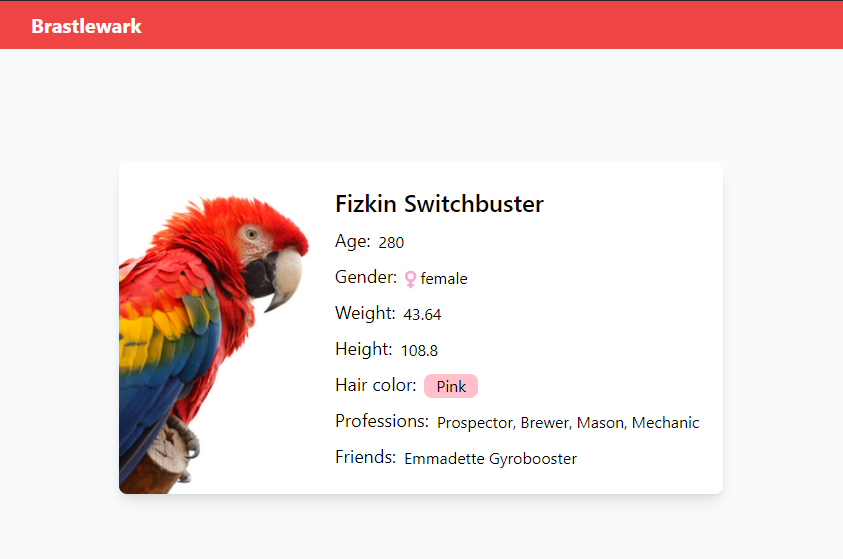 Brastlewark
Fizkin Switchbuster
Age: 280
Gender: female
Weight: 43.64
Height: 108.8
Hair color: Pink
Professions: Prospector, Brewer, Mason, Mechanic
Friends: Emmadette Gyrobooster